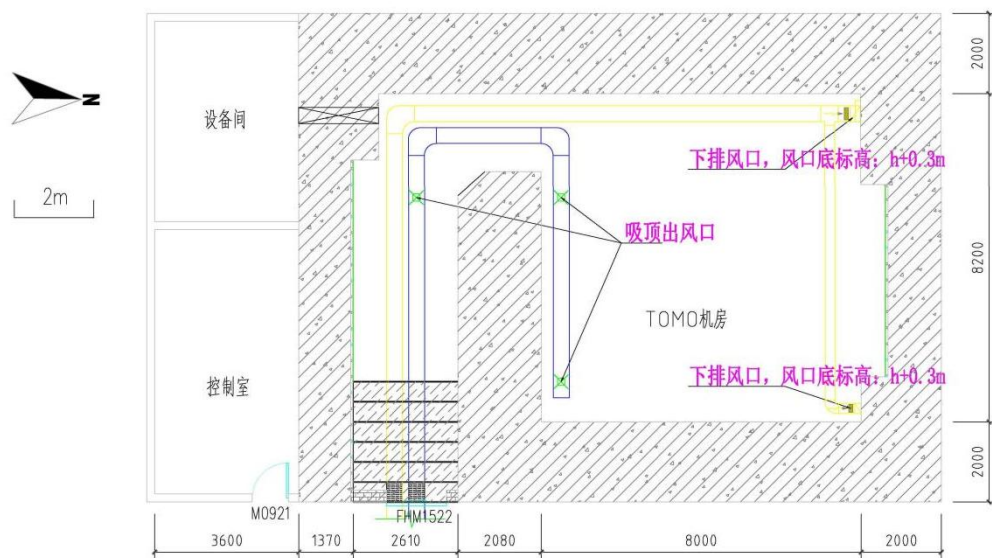 2000
设备间
N
下排风口，风口底标高：h+0.3m
2m
吸顶出风口
8200
TOMO机房
控制室
下排风口，风口底标高：h+0.3m
2000
M0921
FHM1522
3600
1370
2610
2080
8000
2000